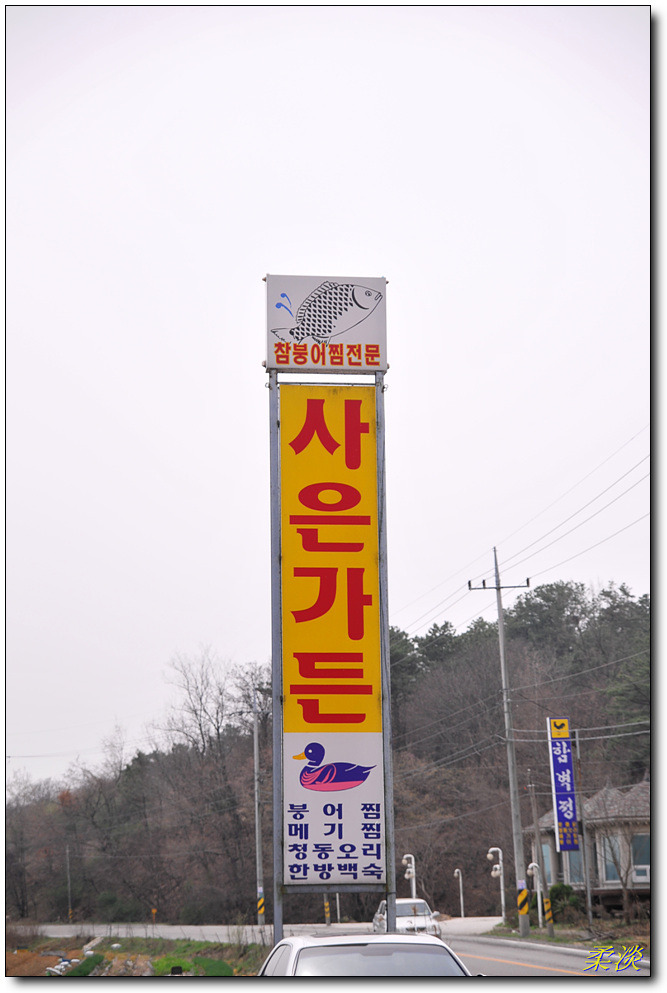 참붕어찜전문
사은가든
붕어찜
메기찜
청동오리
한방백숙
합벽정
柔淡